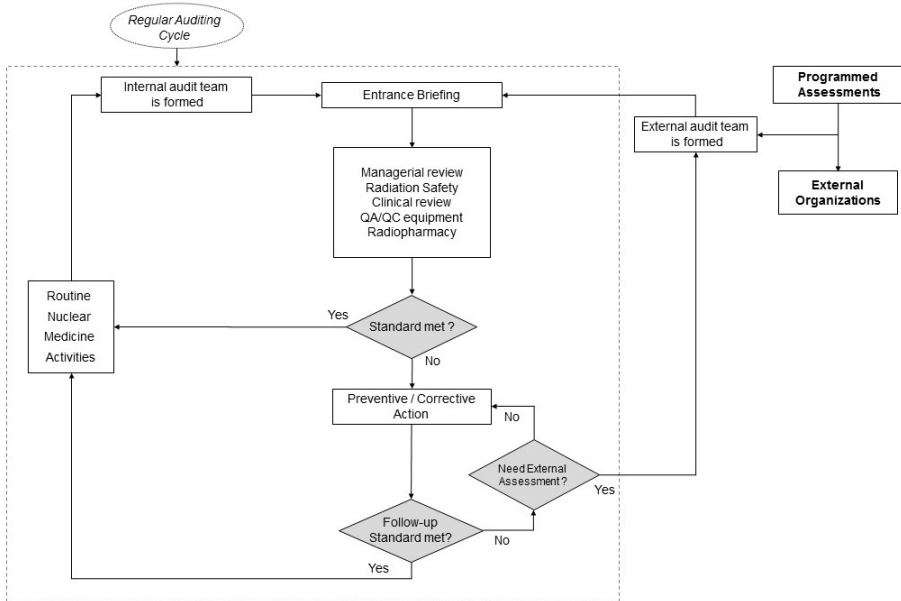 Regular Auditing
Cycle
Internal audit team
is formed
Entrance Briefing
Programmed
Assessments
External audit team
is formed
External
Organizations
Managerial review
Radiation Safety
Clinical review
QA/QC equipment
Radiopharmacy
Routine
Nuclear
Medicine
Activities
Yes
Standard met ?
No
Preventive / Corrective
Action
No
Need External
Assessment ?
Yes
Follow-up
Standard met?
No
Yes